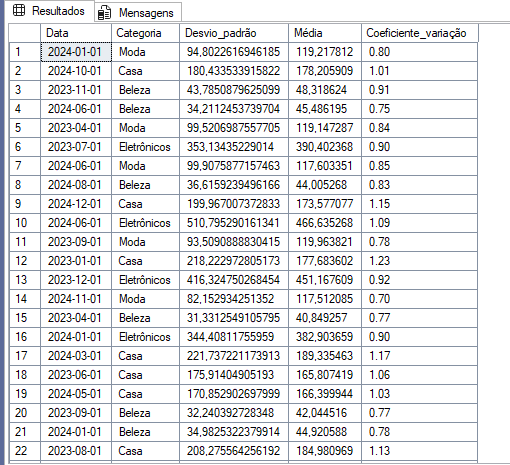 Resultados Mensagens
Data Categoria Desvio_padrão Média Coeficiente_variação
1 2024-01-01 Moda 94,8022616946185 119,217812 0.80
2 2024-10-01 Casa 180,433533915822 178,205909 1.01
3 2023-11-01 Beleza 43,7850879625099 48,318624 0.91
4 2024-06-01 Beleza 34,2112453739704 45,486195 0.75
5 2023-04-01 Moda 99,5206987557705 119,147287 0.84
6 2023-07-01 Eletrônicos 353,13435229014 390,402368 0.90
7 2024-06-01 Moda 99,9075877157463 117,603351 0.85
8 2024-08-01 Beleza 36,6159239496166 44,005268 0.83
9 2024-12-01 Casa 199,967007372833 173,577077 1.15
10 2024-06-01 Eletrônicos 510,795290161341 466,635268 1.09
11 2023-09-01 Moda 93,5090888830415 119,963821 0.78
12 2023-01-01 Casa 218,222972805173 177,683602 1.23
13 2023-12-01 Eletrônicos 416,324750268454 451,167609 0.92
14 2024-11-01 Moda 82,152934251352 117,512085 0.70
15 2023-04-01 Beleza 31,3312549105795 40,849257 0.77
16 2024-01-01 Eletrônicos 344,40811755959 382,903659 0.90
17 2024-03-01 Casa 221,737221173913 189,335463 1.17
18 2023-06-01 Casa 175,91404905193 165,807419 1.06
19 2024-05-01 Casa 170,852902697999 166,399944 1.03
20 2023-09-01 Beleza 32,240392728348 42,044516 0.77
21 2024-01-01 Beleza 34,9825322379914 44,920588 0.78
22 2023-08-01 Casa 208,275564256192 184,980969 1.13